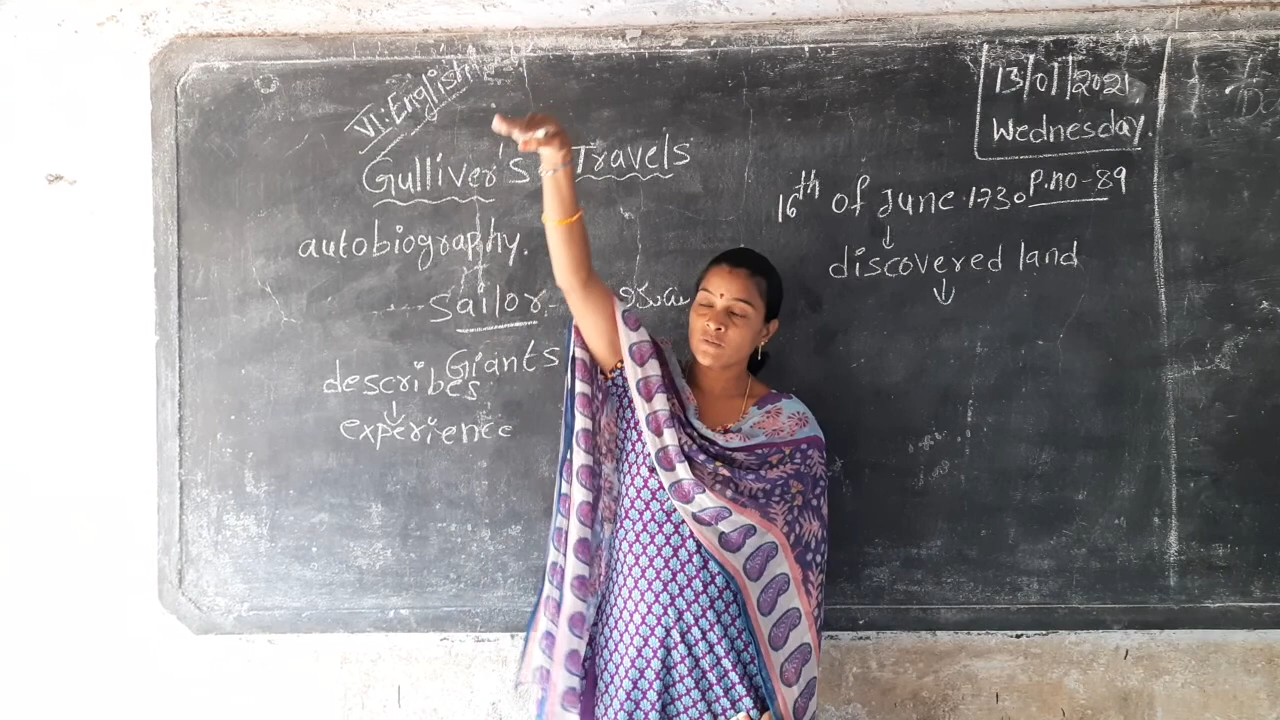 VI:English
Gulliver's Travels
autobiography.
Sailor
Giants
describes
↓
experience
13/01/2021.
Wednesday.
P.no-89
16th of June 1730
↓
discovered land
⇓